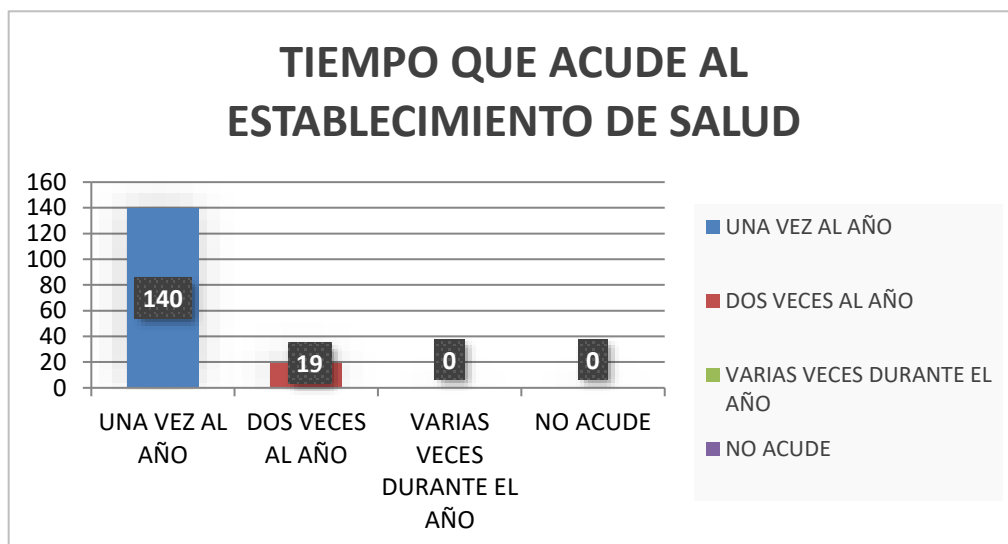 TIEMPO QUE ACUDE AL
ESTABLECIMIENTO DE SALUD
160
140
120
100
80
60
40
20
0
140
19
0
0
UNA VEZ AL
AÑO
DOS VECES
AL AÑO
VARIAS
VECES
DURANTE EL
AÑO
NO ACUDE
UNA VEZ AL AÑO
DOS VECES AL AÑO
VARIAS VECES DURANTE EL
AÑO
NO ACUDE